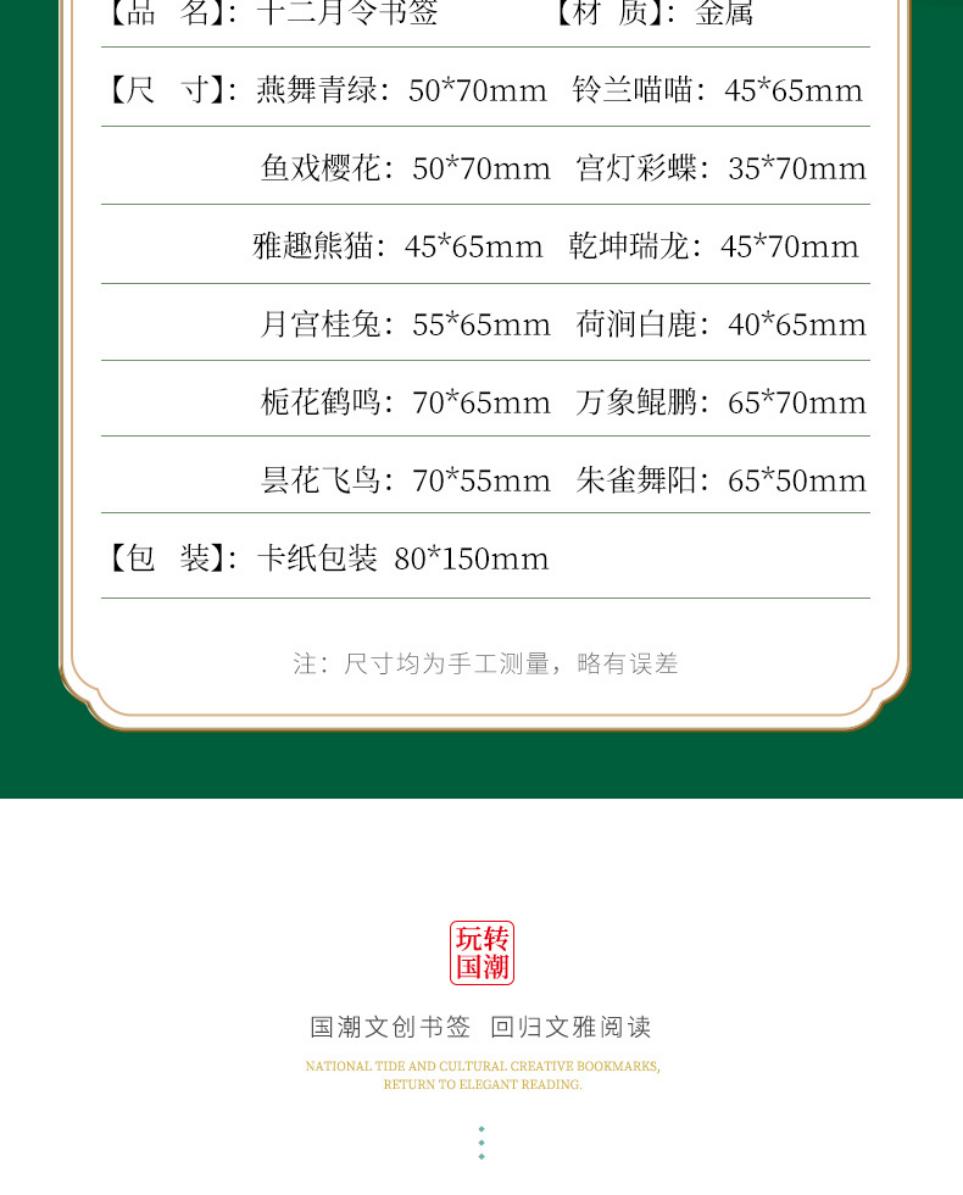 【品 名】：十二月令书签 【材 质】：金属
【尺 寸】：燕舞青绿：50*70mm 铃兰喵喵：45*65mm
鱼戏樱花：50*70mm 宫灯彩蝶：35*70mm
雅趣熊猫：45*65mm 乾坤瑞龙：45*70mm
月宫桂兔：55*65mm 荷涧白鹿：40*65mm
栀花鹤鸣：70*65mm 万象鲲鹏：65*70mm
昙花飞鸟：70*55mm 朱雀舞阳：65*50mm
【包 装】：卡纸包装 80*150mm
注：尺寸均为手工测量，略有误差
玩转
国潮
国潮文创书签 回归文雅阅读
NATIONAL TIDE AND CULTURAL CREATIVE BOOKMARKS,
RETURN TO ELEGANT READING.